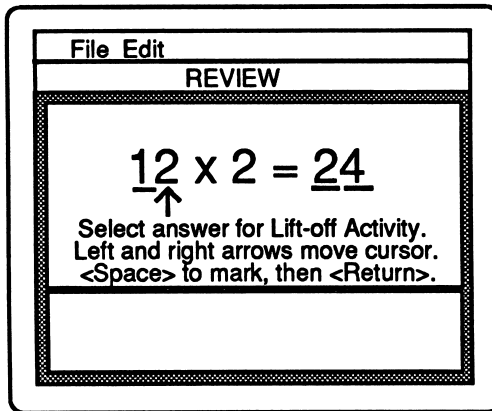 File Edit
REVIEW
12 x 2 = 24
Select answer for Lift-off Activity.
Left and right arrows move cursor.
<Space> to mark, then <Return>.